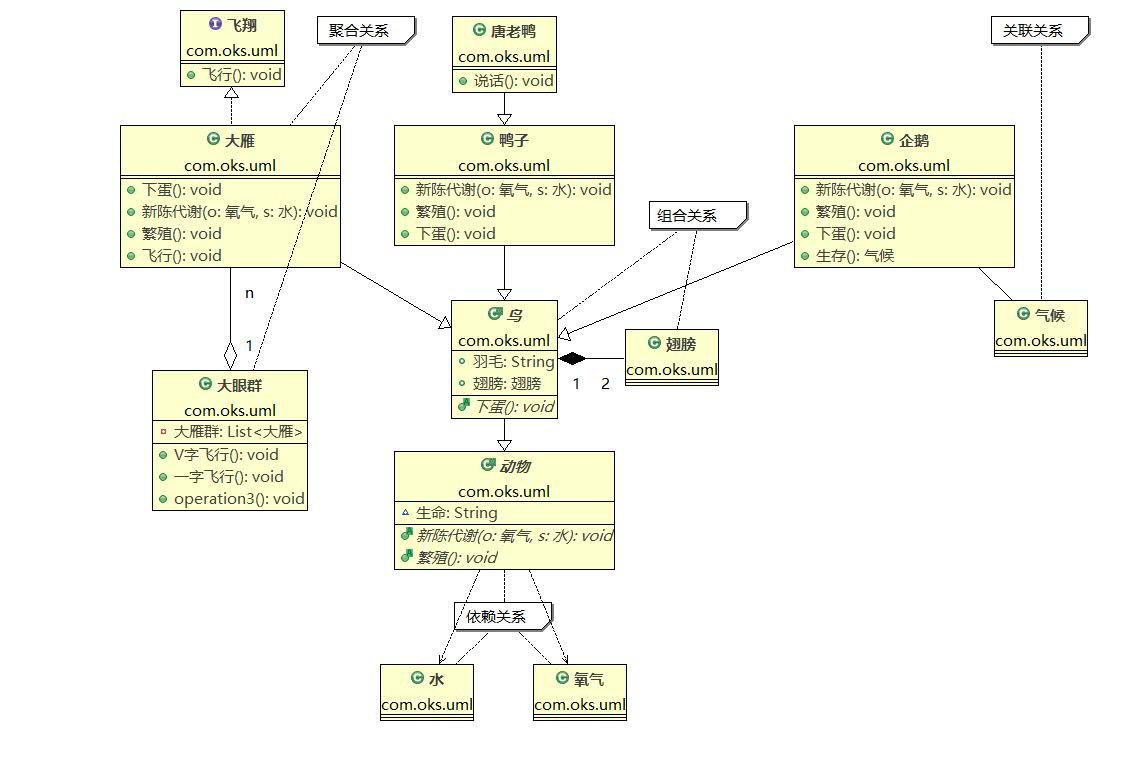 飞翔
com.oks.uml
飞行(): void
聚合关系
唐老鸭
com.oks.uml
说话(): void
关联关系
大雁
com.oks.uml
下蛋(): void
新陈代谢(o: 氧气, s: 水): void
繁殖(): void
飞行(): void
鸭子
com.oks.uml
新陈代谢(o: 氧气, s: 水): void
繁殖(): void
下蛋(): void
组合关系
企鹅
com.oks.uml
新陈代谢(o: 氧气, s: 水): void
繁殖(): void
下蛋(): void
生存(): 气候
n
1
鸟
com.oks.uml
羽毛: String
翅膀: 翅膀
下蛋(): void
1
2
翅膀
com.oks.uml
气候
com.oks.uml
大眼群
com.oks.uml
大雁群: List<大雁>
V字飞行(): void
一字飞行(): void
operation3(): void
动物
com.oks.uml
生命: String
新陈代谢(o: 氧气, s: 水): void
繁殖(): void
依赖关系
水
com.oks.uml
氧气
com.oks.uml